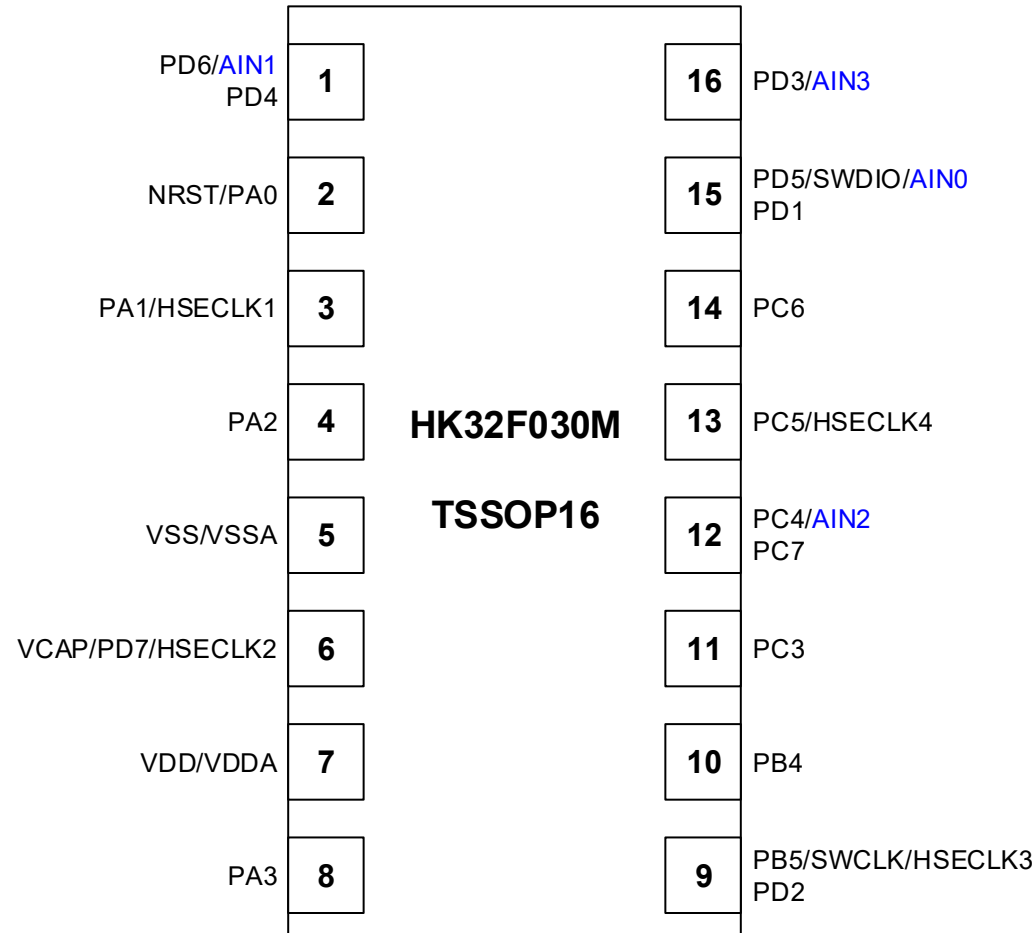 PD6/AIN1
PD4
1
16
PD3/AIN3
NRST/PA0
2
15
PD5/SWDIO/AIN0
PD1
PA1/HSECLK1
3
14
PC6
PA2
4
HK32F030M
13
PC5/HSECLK4
TSSOP16
VSS/VSSA
5
12
PC4/AIN2
PC7
VCAP/PD7/HSECLK2
6
11
PC3
VDD/VDDA
7
10
PB4
PA3
8
9
PB5/SWCLK/HSECLK3
PD2